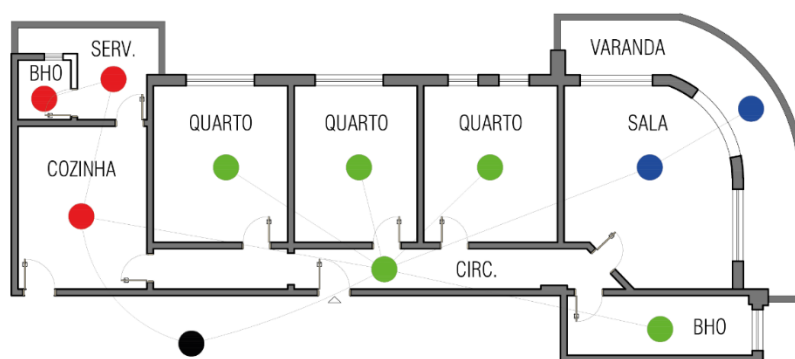 SERV.
VARANDA
BHO
QUARTO
QUARTO
QUARTO
SALA
COZINHA
CIRC.
BHO